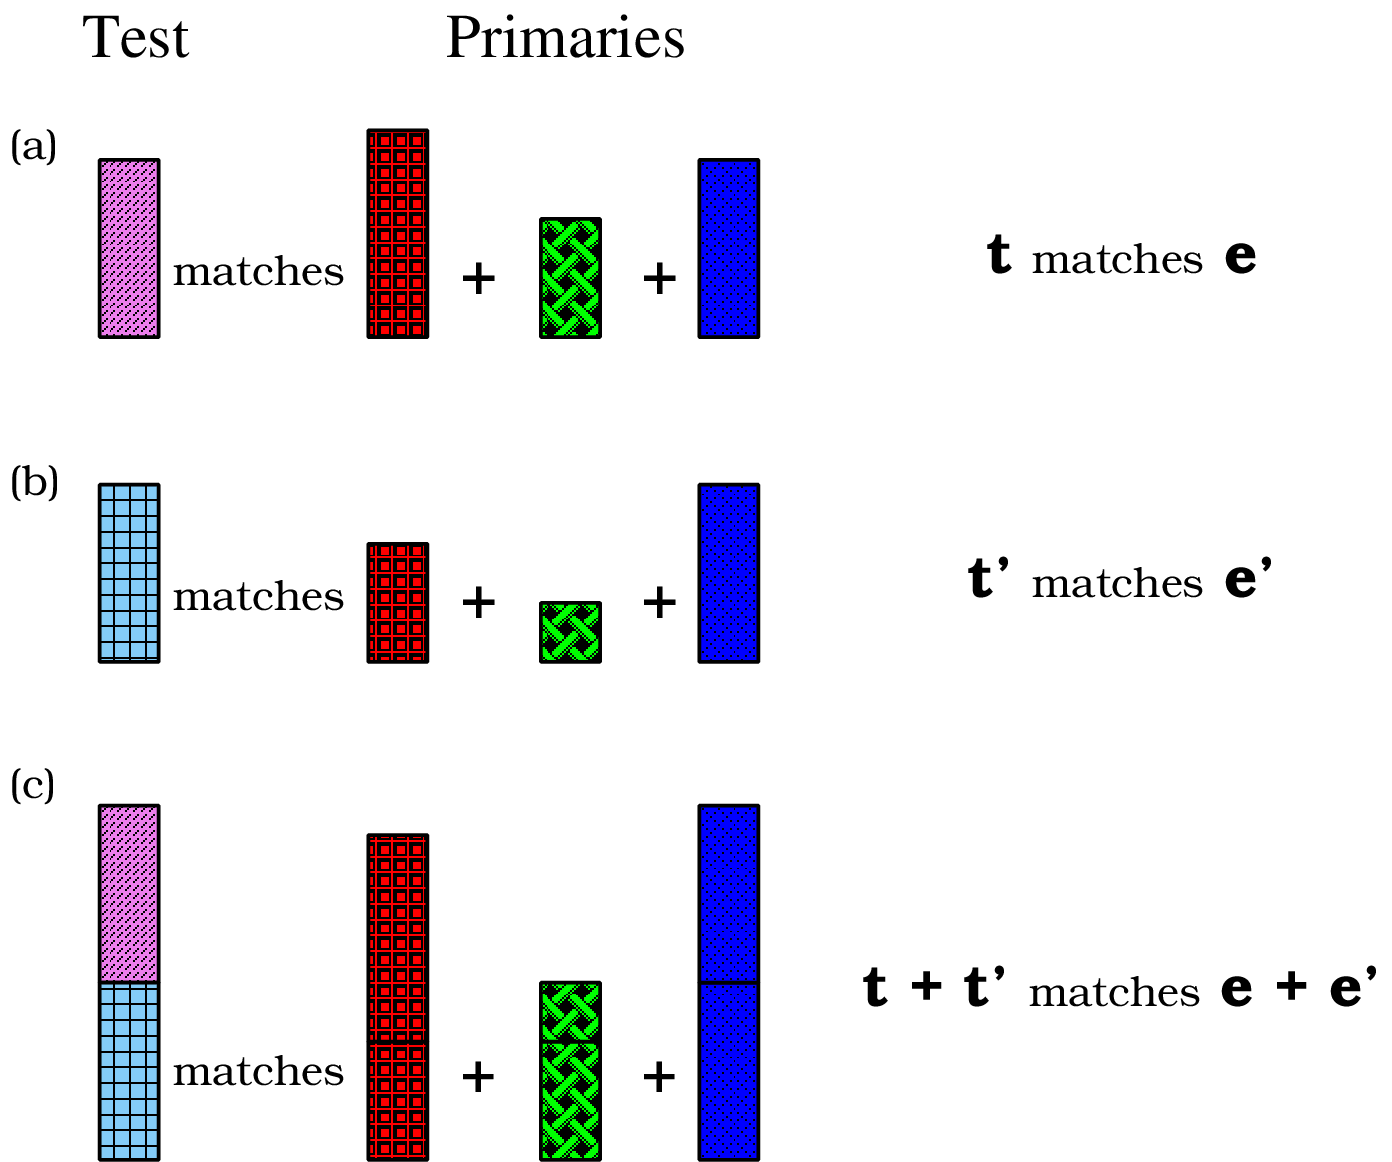 Test Primaries
(a)
matches + + t matches e
(b)
matches + + t’ matches e’
(c)
matches + + t + t’ matches e + e’